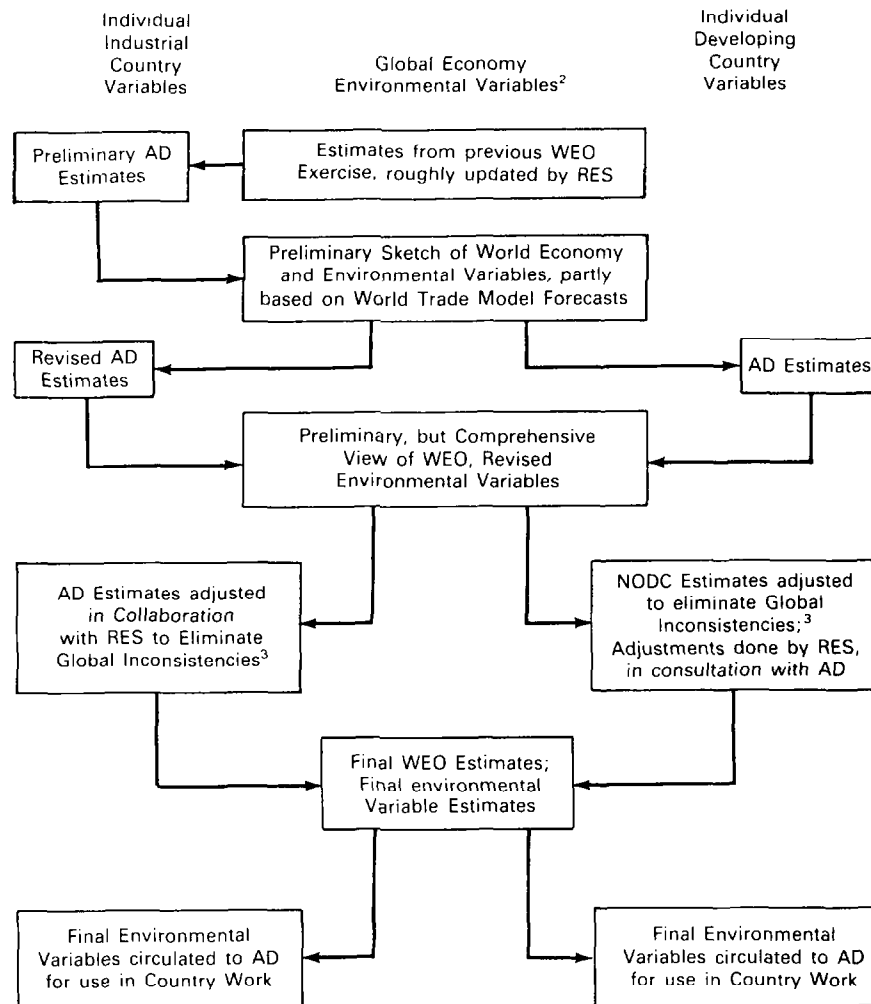 Individual
Industrial
Country
Variables
Global Economy
Environmental Variables²
Individual
Developing
Country
Variables
Preliminary AD
Estimates
Estimates from previous WEO
Exercise, roughly updated by RES
Preliminary Sketch of World Economy
and Environmental Variables, partly
based on World Trade Model Forecasts
Revised AD
Estimates
AD Estimates
Preliminary, but Comprehensive
View of WEO, Revised
Environmental Variables
AD Estimates adjusted
in Collaboration
with RES to Eliminate
Global Inconsistencies³
NODC Estimates adjusted
to eliminate Global
Inconsistencies;³
Adjustments done by RES,
in consultation with AD
Final WEO Estimates;
Final environmental
Variable Estimates
Final Environmental
Variables circulated to AD
for use in Country Work
Final Environmental
Variables circulated to AD
for use in Country Work